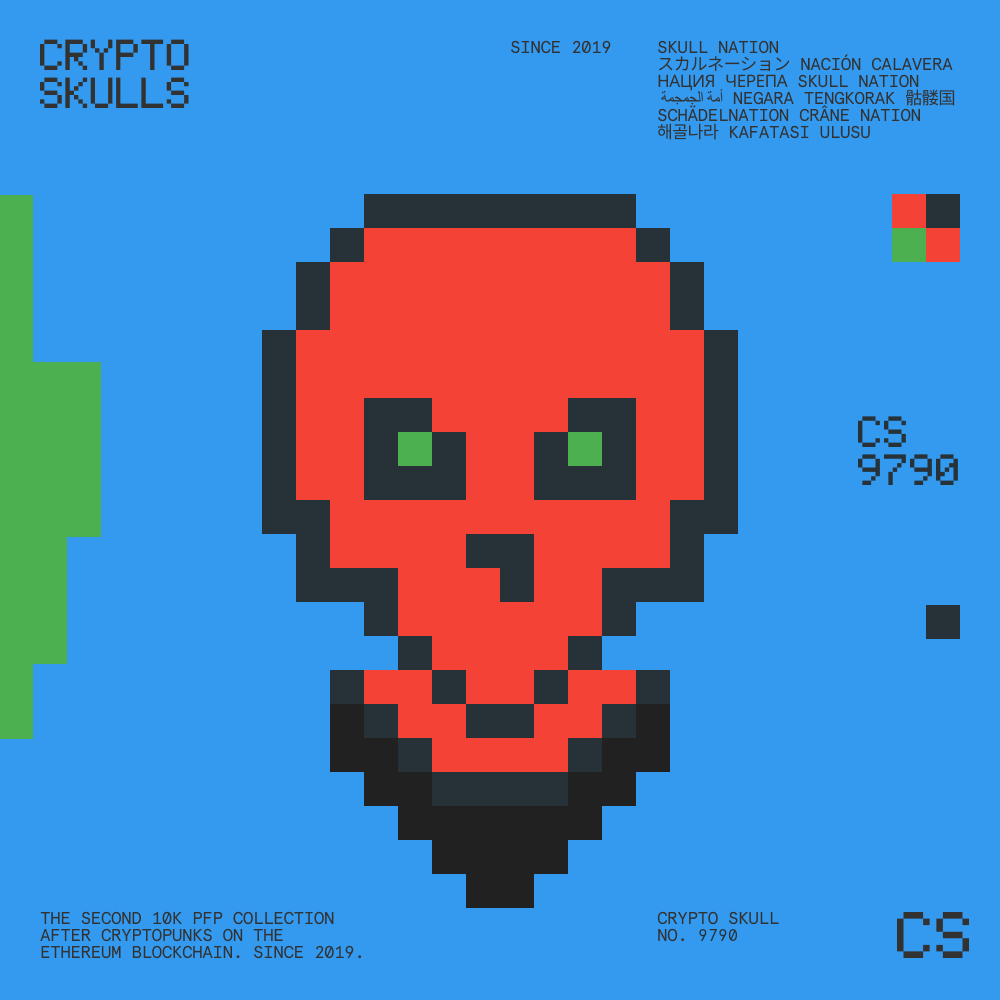 CRYPTO
SKULLS
SINCE 2019
SKULL NATION
スカルネーション NACIÓN CALAVERA
НАЦИЯ ЧЕРЕПА SKULL NATION
أمة الجمجمة NEGARA TENGKORAK 骷髅国
SCHÄDELNATION CRÂNE NATION
해골나라 KAFATASI ULUSU
CS
9790
THE SECOND 10K PFP COLLECTION
AFTER CRYPTOPUNKS ON THE
ETHEREUM BLOCKCHAIN. SINCE 2019.
CRYPTO SKULL
NO. 9790
CS